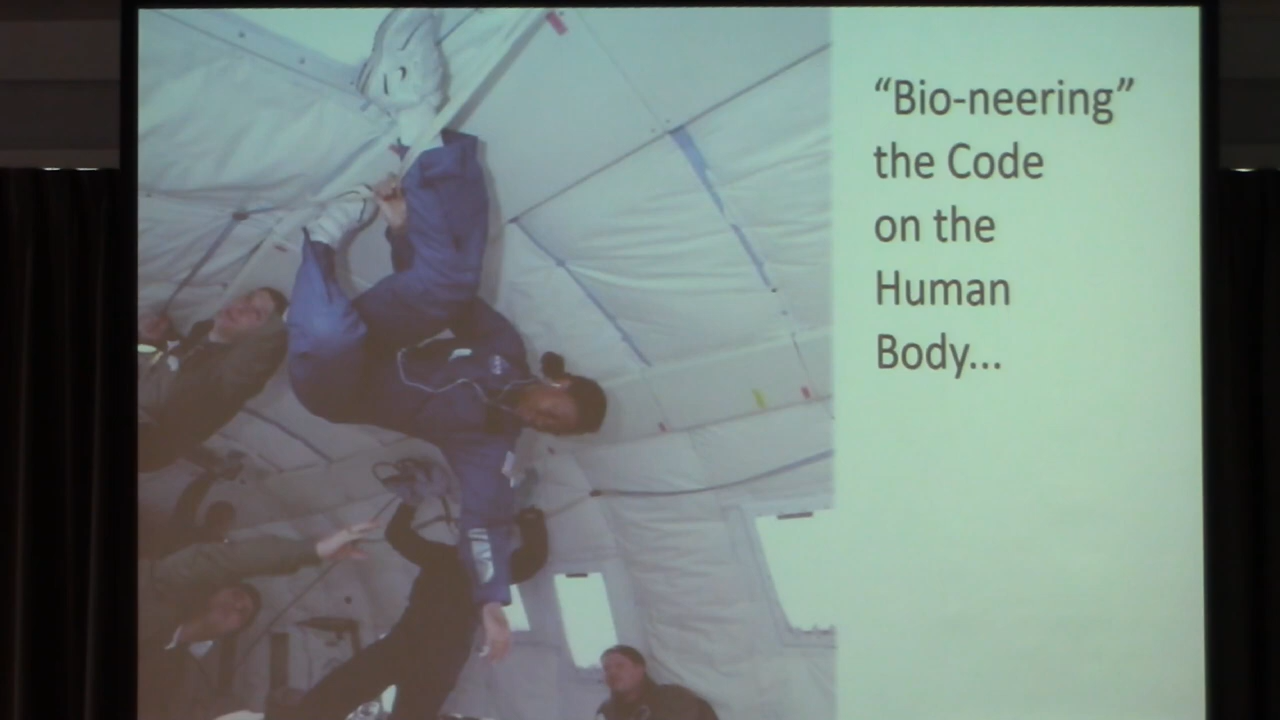 “Bio-neering”
the Code
on the
Human
Body...